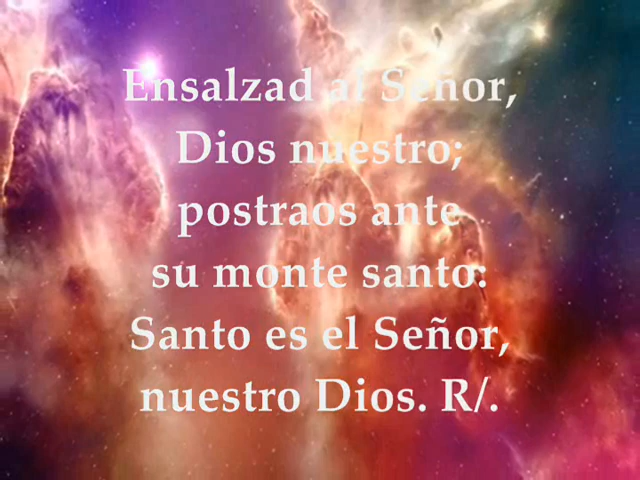 Ensalzad al Señor,
Dios nuestro;
postraos ante
su monte santo:
Santo es el Señor,
nuestro Dios. R/.